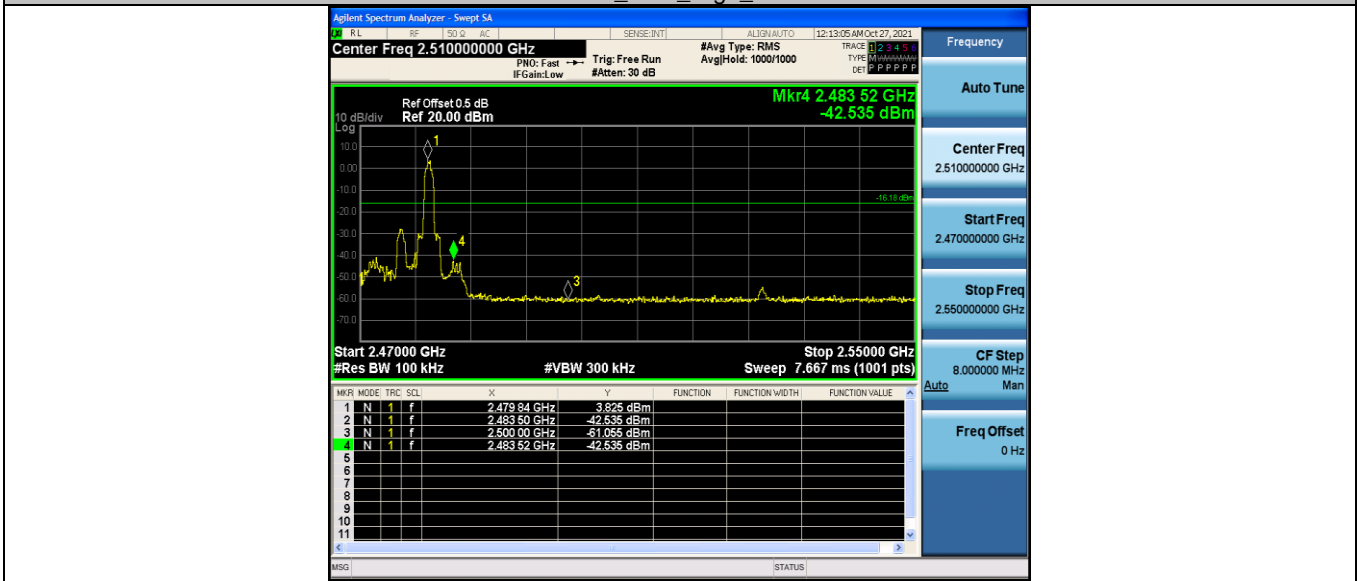 Agilent Spectrum Analyzer - Swept SA
RL RF 50 Ω AC SENSE:INT ALIGNAUTO 12:13:05 AM Oct 27, 2021
Center Freq 2.510000000 GHz
PNO: Fast
IFGain:Low
Trig: Free Run
#Atten: 30 dB
#Avg Type: RMS
Avg|Hold: 1000/1000
TRACE 1 2 3 4 5 6
TYPE M
DET P P P P P P
Mkr4 2.483 52 GHz
-42.535 dBm
Ref Offset 0.5 dB
10 dB/div Ref 20.00 dBm
Log
10.0
0.00
-10.0
-20.0
-30.0
-40.0
-50.0
-60.0
-70.0
1
4
3
-16.18 dBm
Start 2.47000 GHz Stop 2.55000 GHz
#Res BW 100 kHz #VBW 300 kHz Sweep 7.667 ms (1001 pts)
MKR MODE TRC SCL X Y FUNCTION FUNCTION WIDTH FUNCTION VALUE
1 N 1 f 2.479 84 GHz 3.825 dBm
2 N 1 f 2.483 50 GHz -42.535 dBm
3 N 1 f 2.500 00 GHz -61.055 dBm
4 N 1 f 2.483 52 GHz -42.535 dBm
5
6
7
8
9
10
11
MSG STATUS
Frequency
Auto Tune
Center Freq
2.510000000 GHz
Start Freq
2.470000000 GHz
Stop Freq
2.550000000 GHz
CF Step
8.000000 MHz
Auto Man
Freq Offset
0 Hz